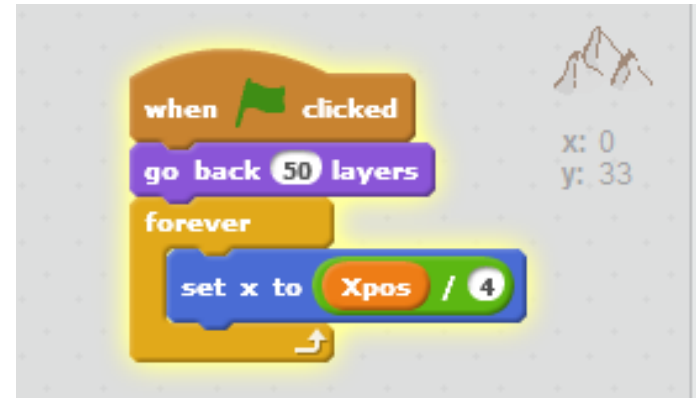 when clicked
go back 50 layers
forever
set x to Xpos / 4
x: 0
y: 33